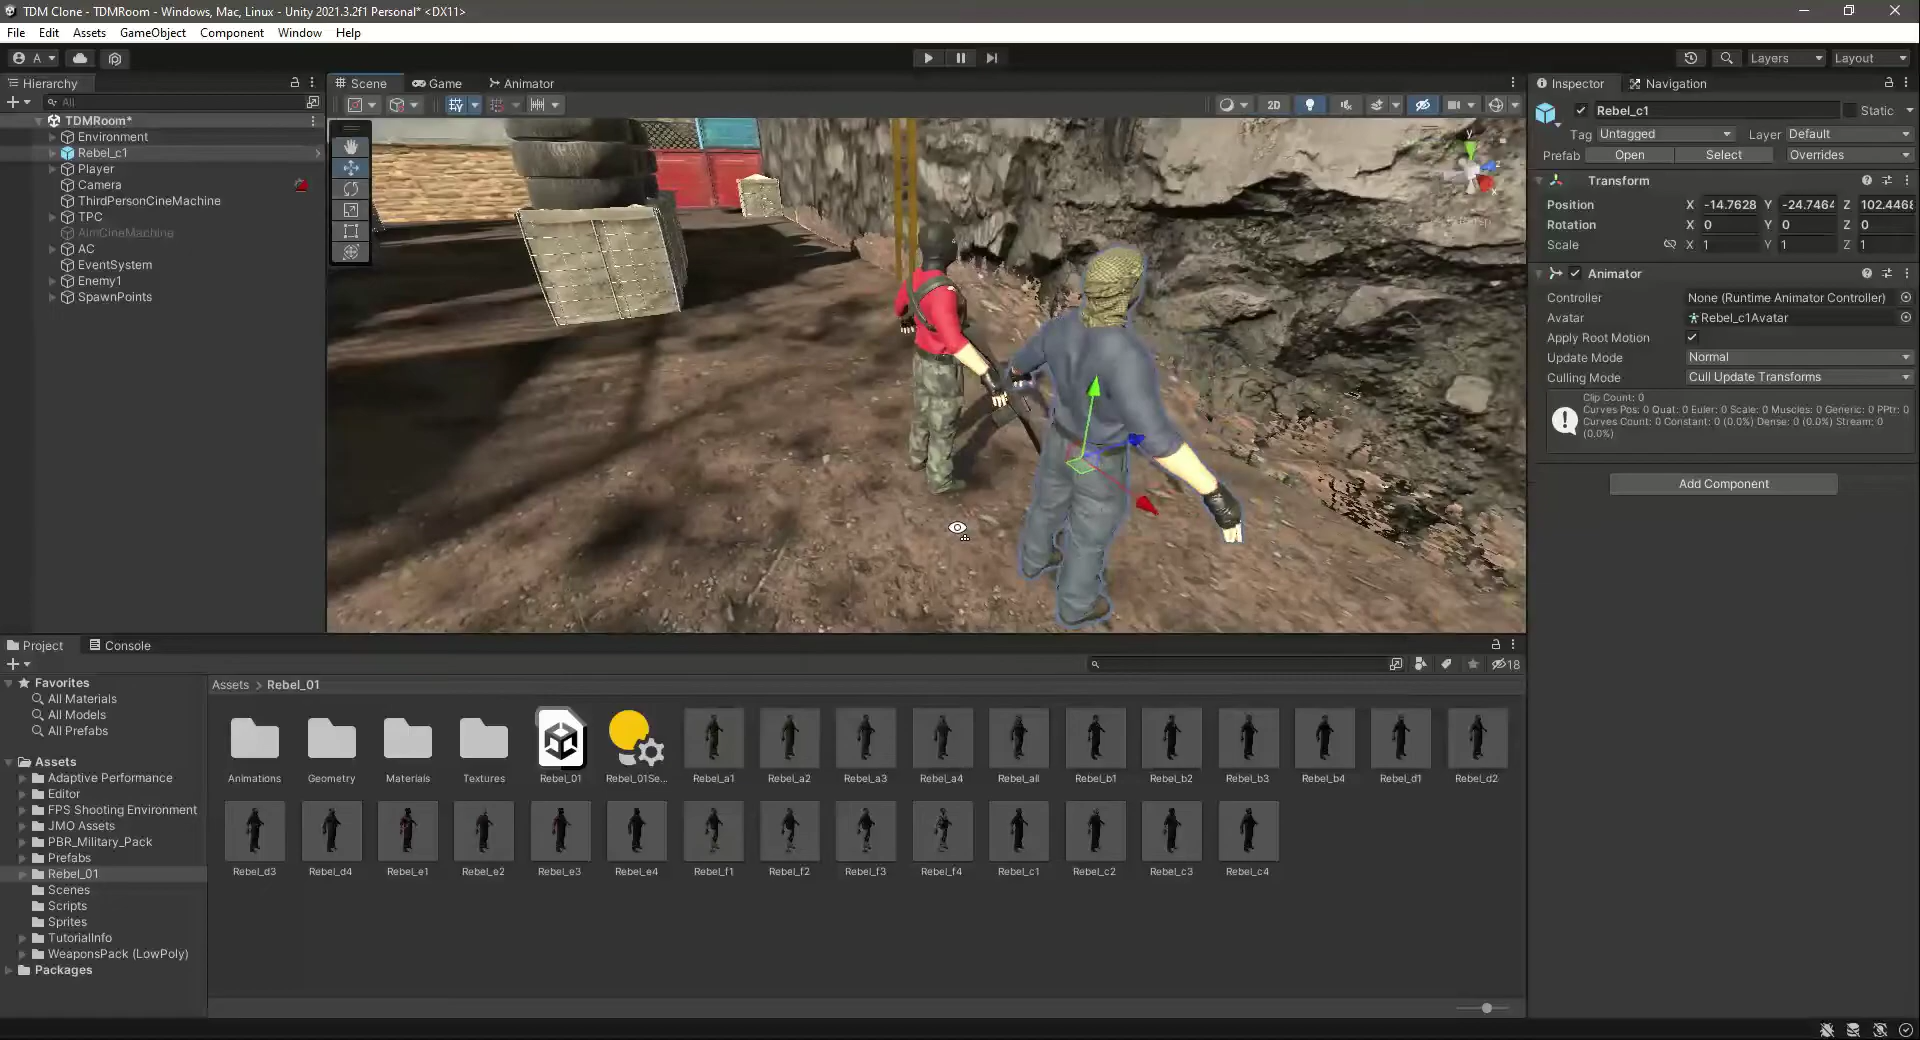 TDM Clone - TDMRoom - Windows, Mac, Linux - Unity 2021.3.2f1 Personal* <DX11>
File Edit Assets GameObject Component Window Help
A Layers Layout
Hierarchy
All
TDMRoom*
Environment
Rebel_c1
Player
Camera
ThirdPersonCineMachine
TPC
AimCineMachine
AC
EventSystem
Enemy1
SpawnPoints
Scene Game Animator
2D
y
z
x
Inspector Navigation
Rebel_c1 Static
Tag Untagged Layer Default
Prefab Open Select Overrides
Transform
Position X -14.7628 Y -24.7464 Z 102.4468
Rotation X 0 Y 0 Z 0
Scale X 1 Y 1 Z 1
Animator
Controller None (Runtime Animator Controller)
Avatar Rebel_c1Avatar
Apply Root Motion
Update Mode Normal
Culling Mode Cull Update Transforms
Clip Count: 0
Curves Pos: 0 Quat: 0 Euler: 0 Scale: 0 Muscles: 0 Generic: 0 PPtr: 0
Curves Count: 0 Constant: 0 (0.0%) Dense: 0 (0.0%) Stream: 0
(0.0%)
Add Component
Project Console
18
Favorites
All Materials
All Models
All Prefabs
Assets
Adaptive Performance
Editor
FPS Shooting Environment
JMO Assets
PBR_Military_Pack
Prefabs
Rebel_01
Scenes
Scripts
Sprites
TutorialInfo
WeaponsPack (LowPoly)
Packages
Assets > Rebel_01
Animations Geometry Materials Textures Rebel_01 Rebel_01Se... Rebel_a1 Rebel_a2 Rebel_a3 Rebel_a4 Rebel_all Rebel_b1 Rebel_b2 Rebel_b3 Rebel_b4 Rebel_d1 Rebel_d2
Rebel_d3 Rebel_d4 Rebel_e1 Rebel_e2 Rebel_e3 Rebel_e4 Rebel_f1 Rebel_f2 Rebel_f3 Rebel_f4 Rebel_c1 Rebel_c2 Rebel_c3 Rebel_c4